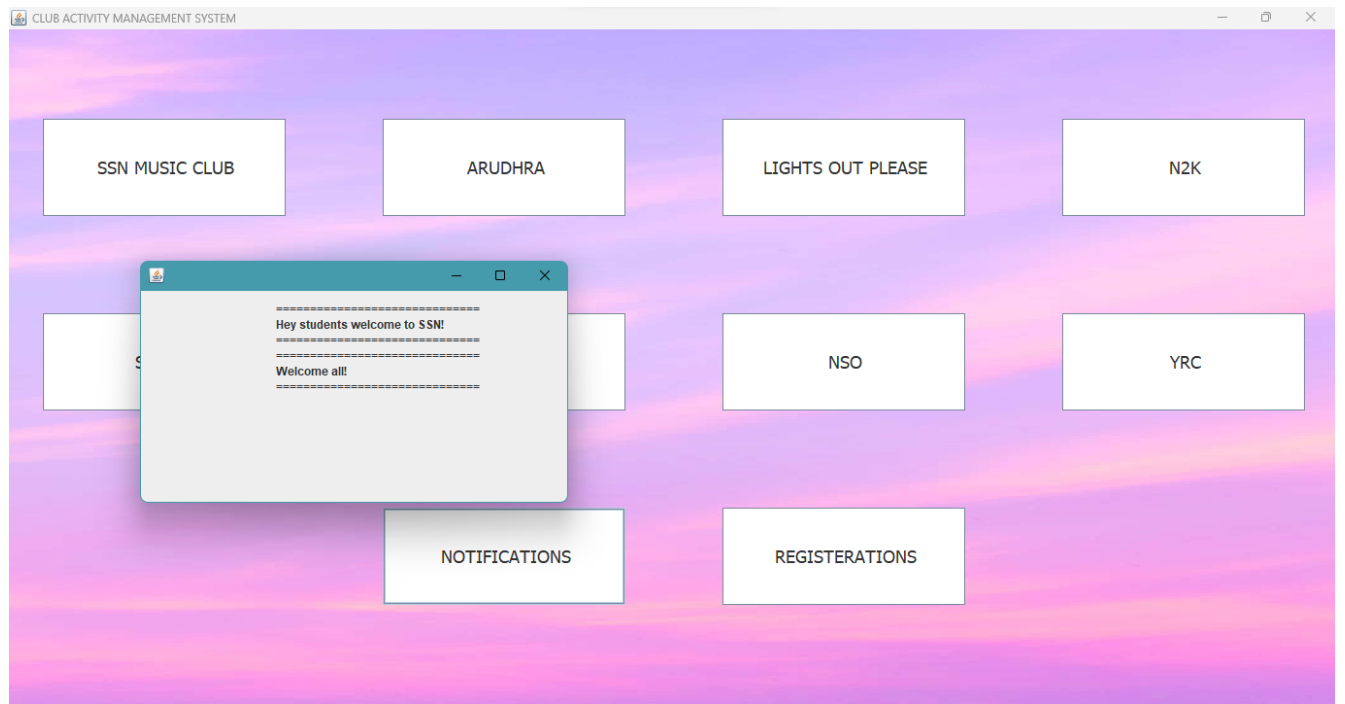 CLUB ACTIVITY MANAGEMENT SYSTEM
SSN MUSIC CLUB
ARUDHRA
LIGHTS OUT PLEASE
N2K
==============================
Hey students welcome to SSN!
==============================
==============================
Welcome all!
==============================
NSO
YRC
NOTIFICATIONS
REGISTERATIONS